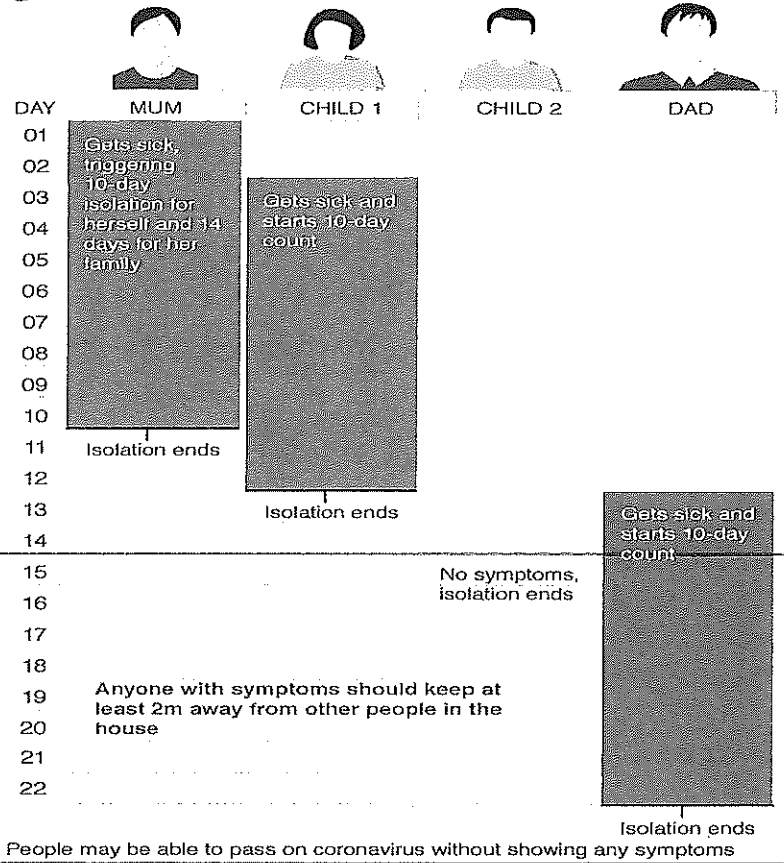 DAY MUM CHILD 1 CHILD 2 DAD
01
02
03
04
05
06
07
08
09
10
11
12
13
14
15
16
17
18
19
20
21
22
Gets sick,
triggering
10-day
isolation for
herself and 14
days for her
family
Isolation ends
Gets sick and
starts 10-day
count
Isolation ends
No symptoms,
isolation ends
Gets sick and
starts 10-day
count
Isolation ends
Anyone with symptoms should keep at
least 2m away from other people in the
house
People may be able to pass on coronavirus without showing any symptoms